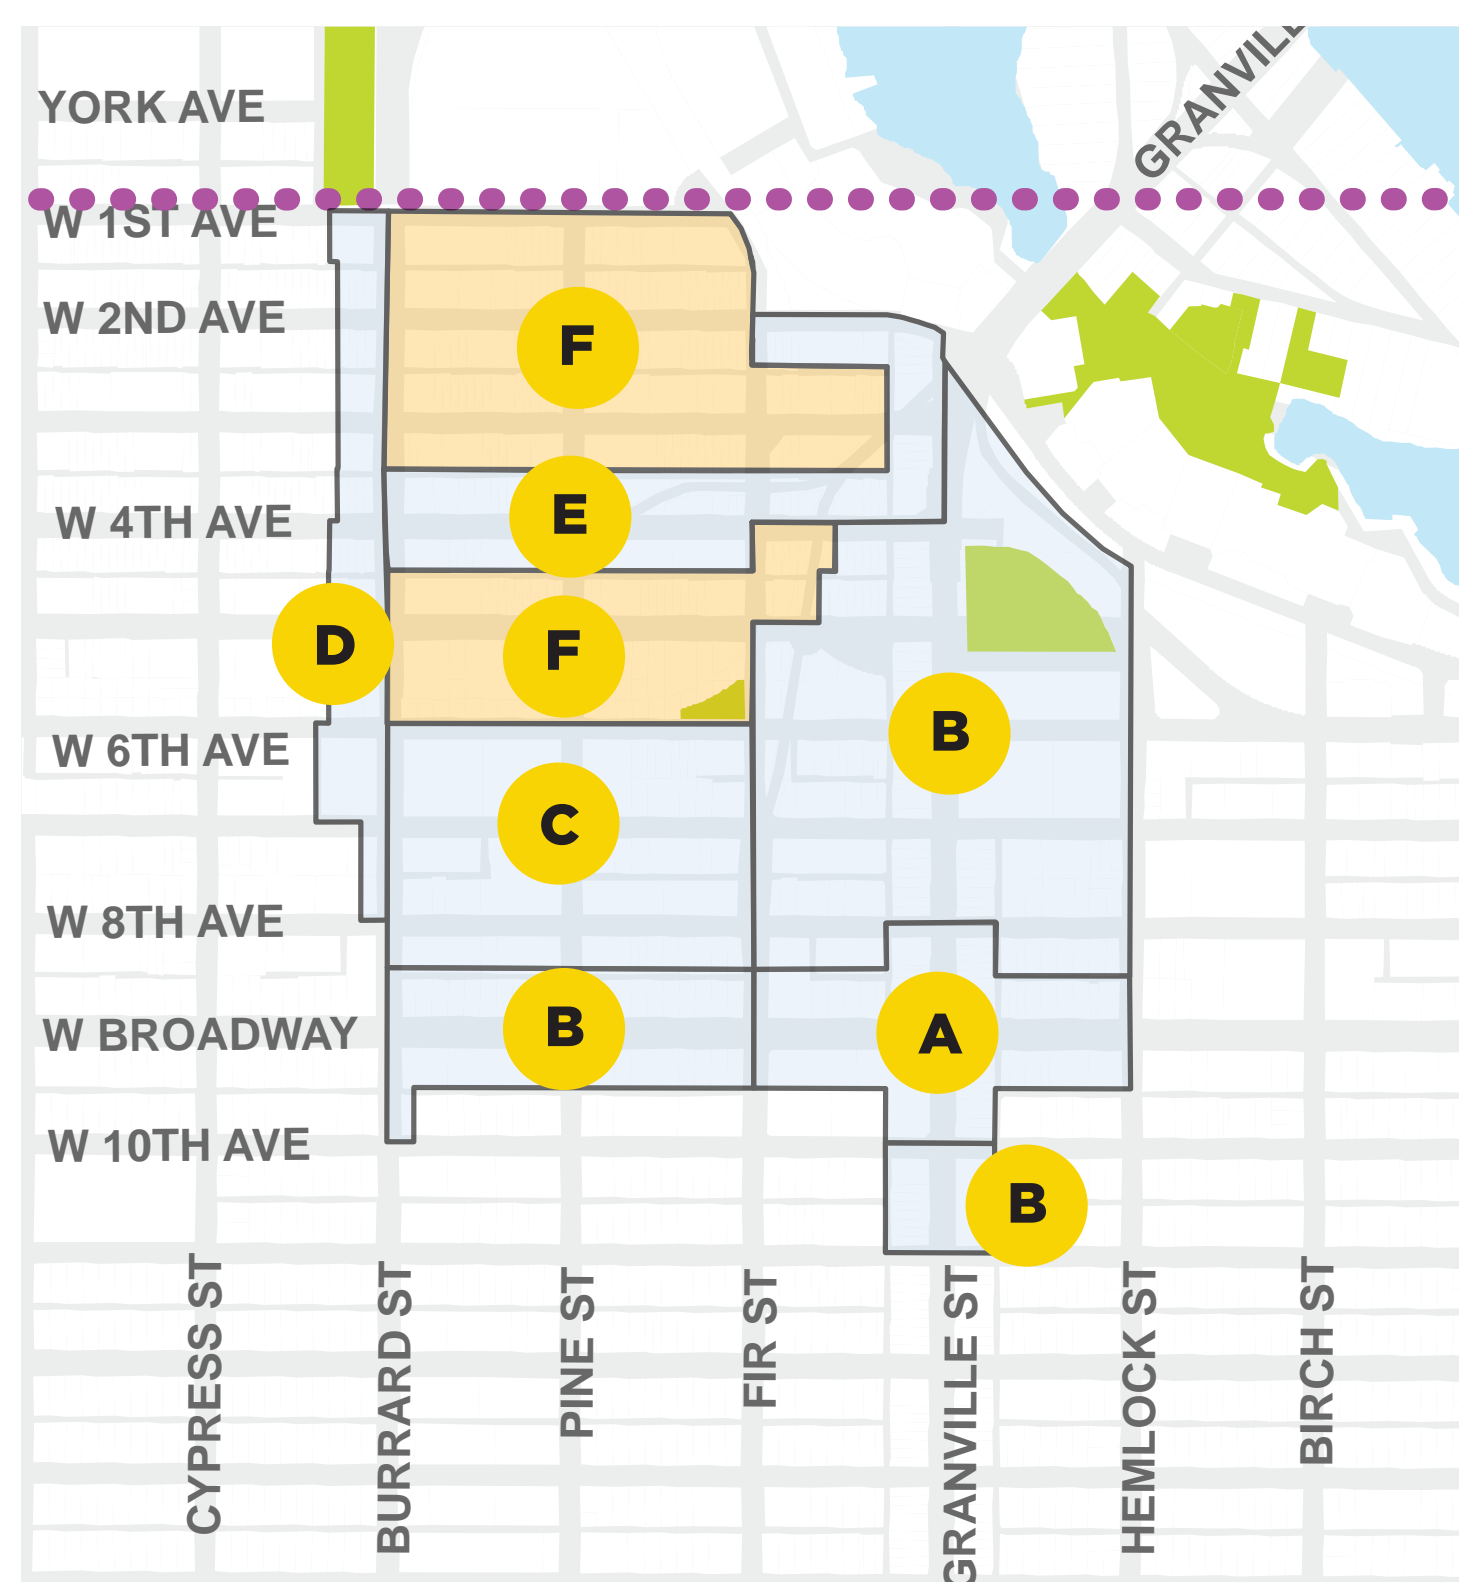 GRANVILL
YORK AVE
W 1ST AVE
W 2ND AVE
F
E
W 4TH AVE
D
F
B
W 6TH AVE
C
W 8TH AVE
B
A
W BROADWAY
W 10TH AVE
B
CYPRESS ST
BURRARD ST
PINE ST
FIR ST
GRANVILLE ST
HEMLOCK ST
BIRCH ST